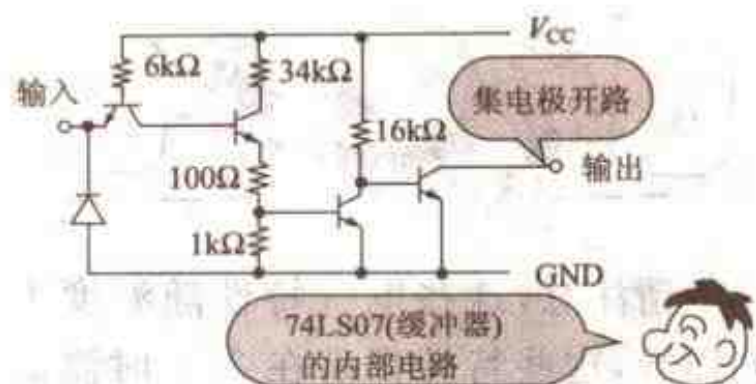 V_CC
6kΩ
34kΩ
输入
集电极开路
16kΩ
输出
100Ω
1kΩ
GND
74LS07(缓冲器)
的内部电路